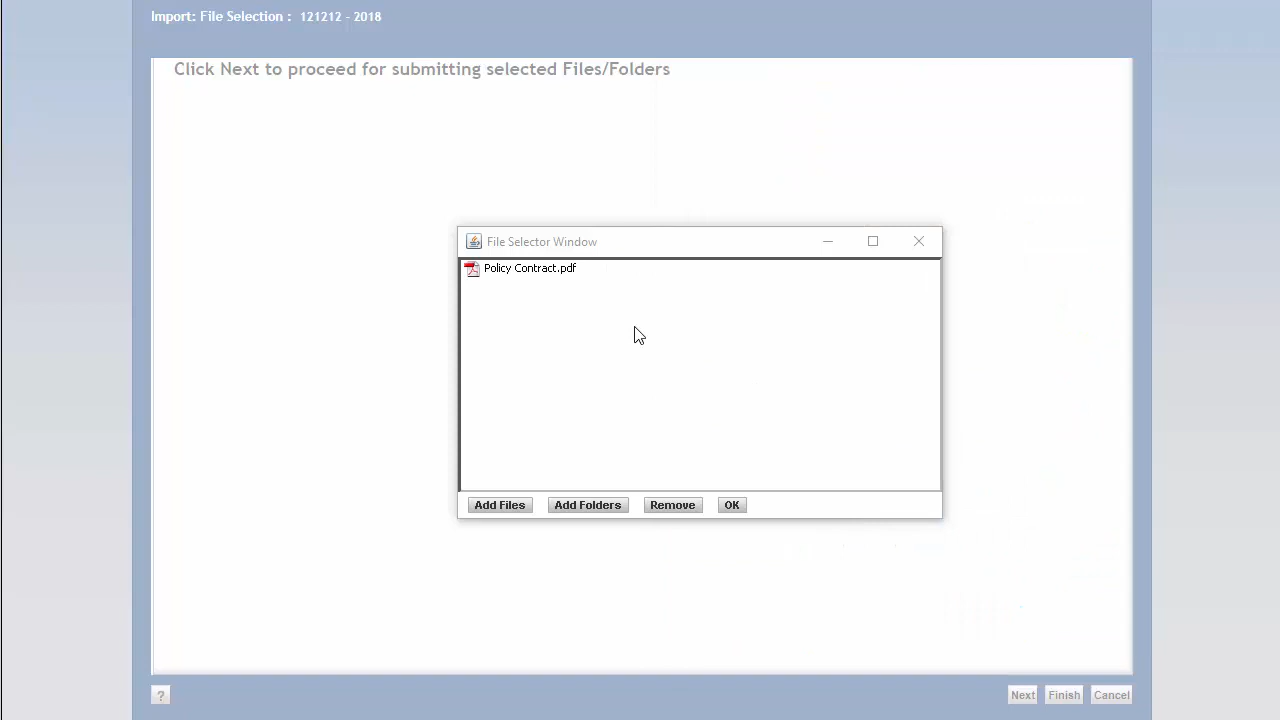 Import: File Selection : 121212 - 2018
Click Next to proceed for submitting selected Files/Folders
File Selector Window
Policy Contract.pdf
Add Files Add Folders Remove OK
? Next Finish Cancel